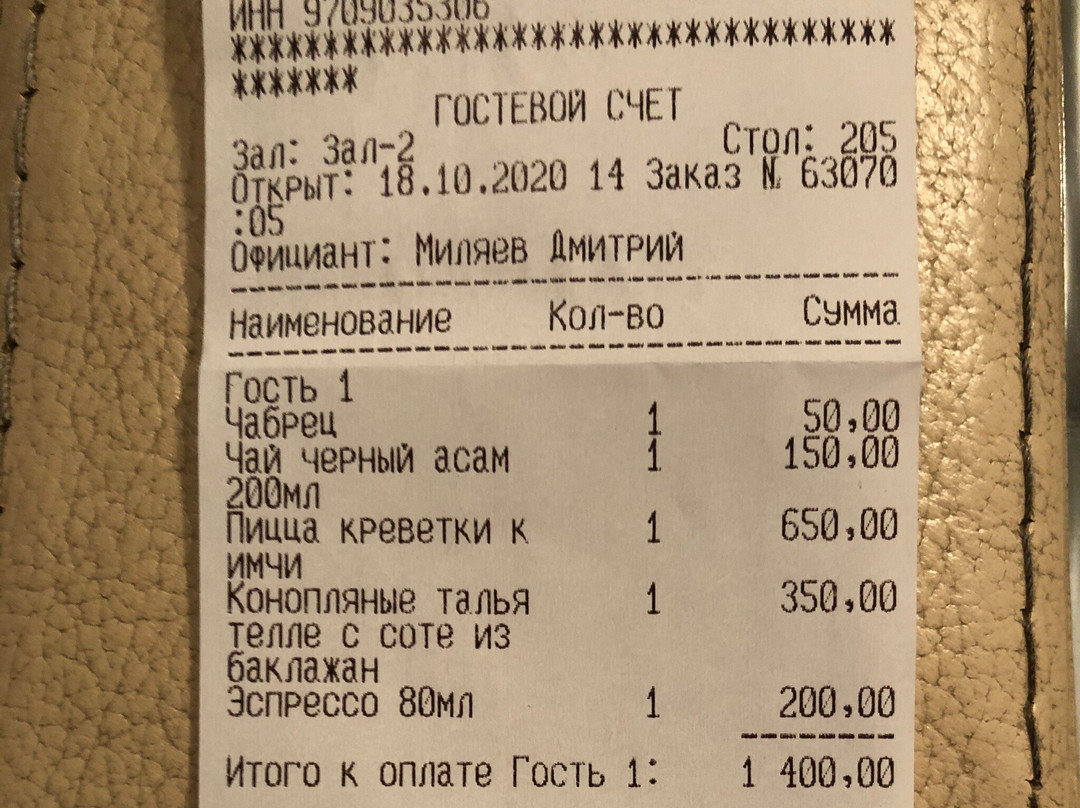 ИНН 9709035306
************************************
*******
ГОСТЕВОЙ СЧЕТ
Зал: Зал-2 Стол: 205
Открыт: 18.10.2020 14 Заказ № 63070
:05
Официант: Миляев Дмитрий
Наименование Кол-во Сумма
Гость 1
Чабрец 1 50,00
Чай черный асам 1 150,00
200мл
Пицца креветки к 1 650,00
имчи
Конопляные талья 1 350,00
телле с соте из
баклажан
Эспрессо 80мл 1 200,00
Итого к оплате Гость 1: 1 400,00